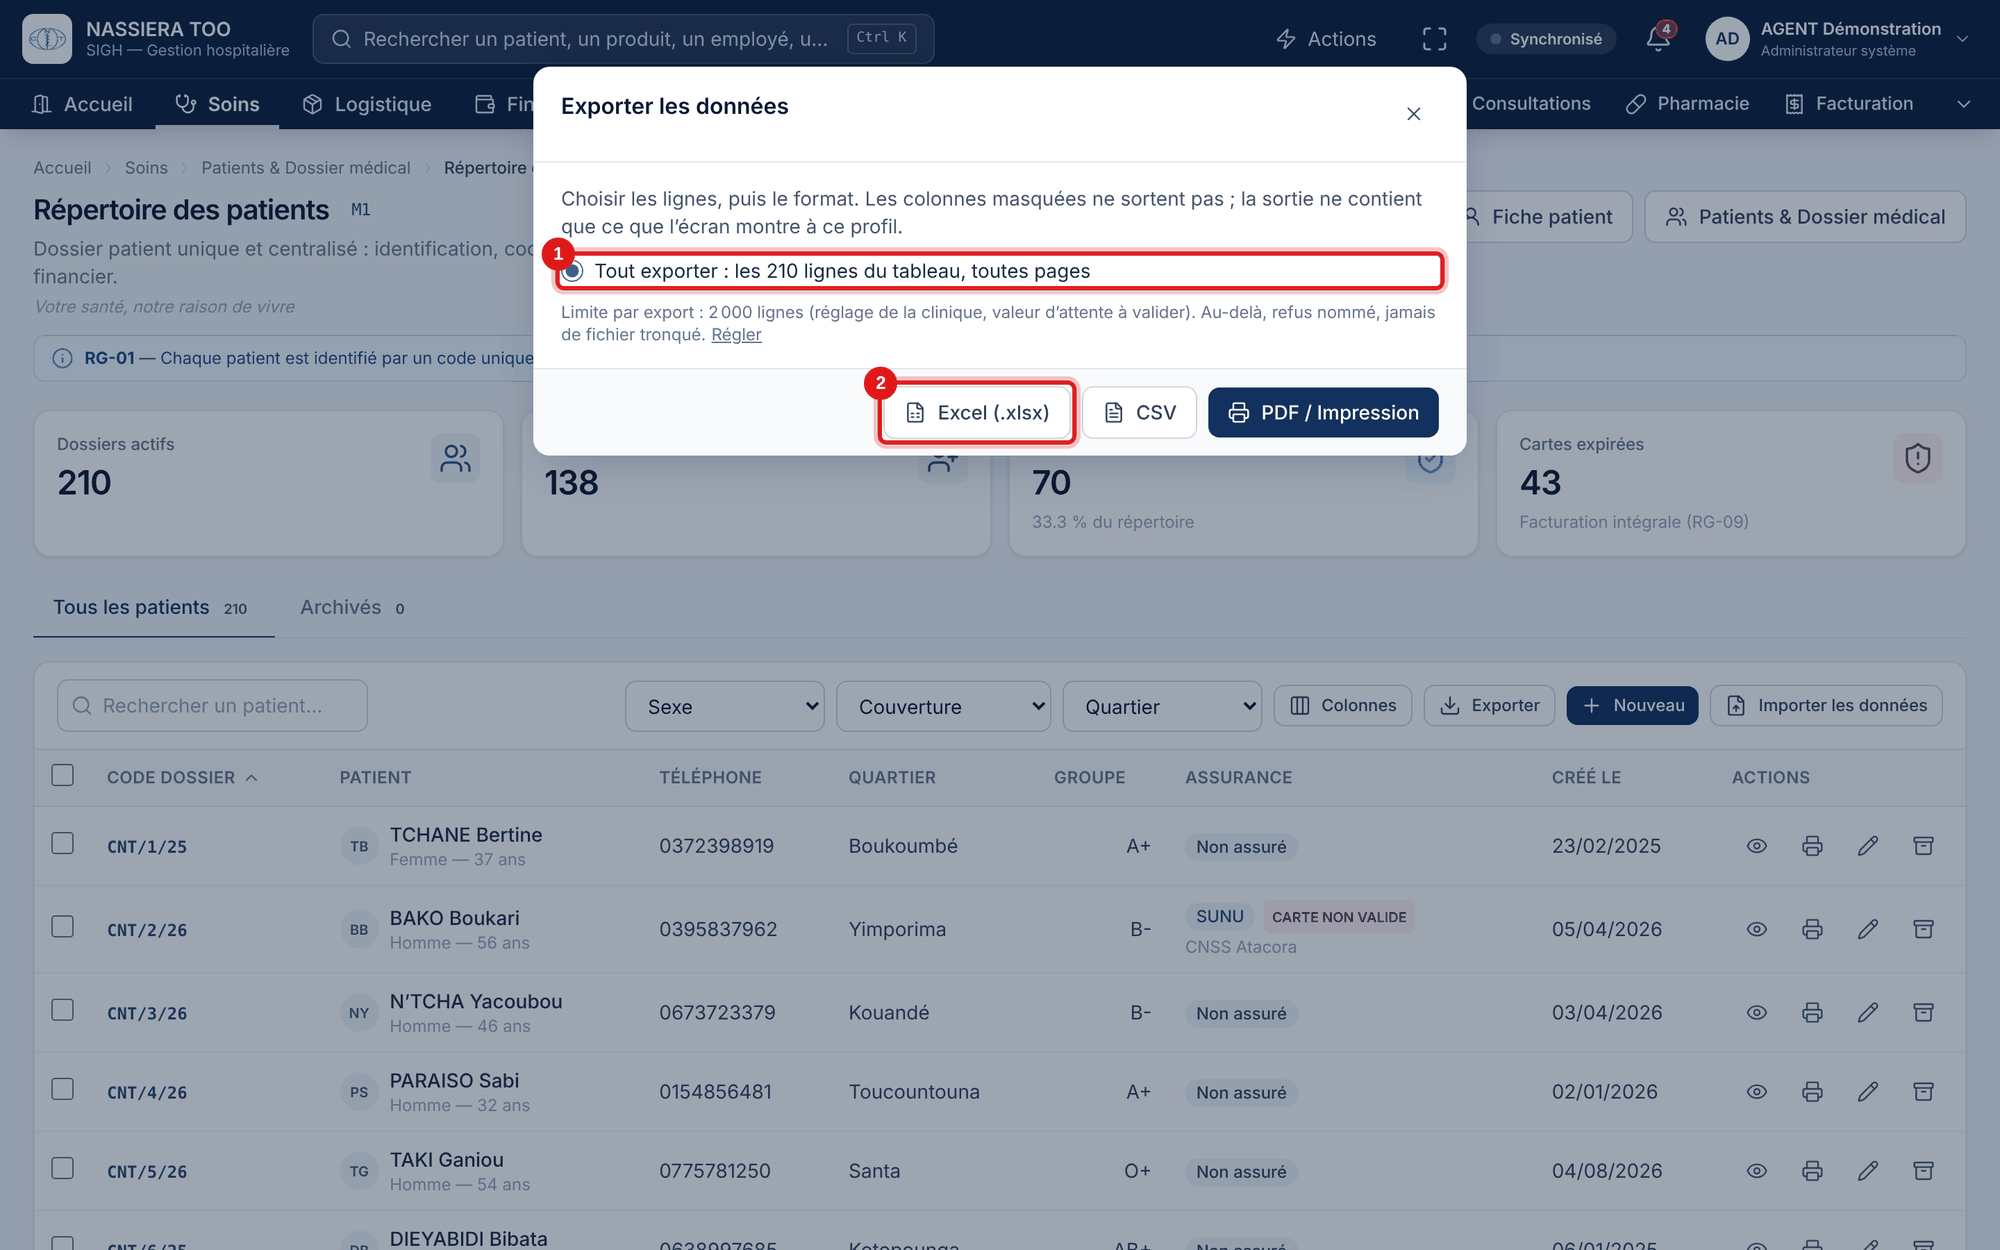 NASSIERA TOO
SIGH — Gestion hospitalière
Rechercher un patient, un produit, un employé, u...
Ctrl K
Actions
Synchronisé
4
AD
AGENT Démonstration
Administrateur système
Accueil
Soins
Logistique
Fin
Consultations
Pharmacie
Facturation
Exporter les données
Accueil
Soins
Patients & Dossier médical
Répertoire
Répertoire des patients
M1
Dossier patient unique et centralisé : identification,
financier.
Votre santé, notre raison de vivre
Fiche patient
Patients & Dossier médical
Choisir les lignes, puis le format. Les colonnes masquées ne sortent pas ; la sortie ne contient
que ce que l’écran montre à ce profil.
1
Tout exporter : les 210 lignes du tableau, toutes pages
Limite par export : 2 000 lignes (réglage de la clinique, valeur d’attente à valider). Au-delà, refus nommé, jamais
de fichier tronqué. Régler
RG-01 — Chaque patient est identifié par un code unique
2
Excel (.xlsx)
CSV
PDF / Impression
Dossiers actifs
210
138
70
33.3 % du répertoire
Cartes expirées
43
Facturation intégrale (RG-09)
Tous les patients 210
Archivés 0
Rechercher un patient...
Sexe
Couverture
Quartier
Colonnes
Exporter
Nouveau
Importer les données
CODE DOSSIER
PATIENT
TÉLÉPHONE
QUARTIER
GROUPE
ASSURANCE
CRÉÉ LE
ACTIONS
CNT/1/25
TB
TCHANE Bertine
Femme — 37 ans
0372398919
Boukoumbé
A+
Non assuré
23/02/2025
CNT/2/26
BB
BAKO Boukari
Homme — 56 ans
0395837962
Yimporima
B-
SUNU
CARTE NON VALIDE
CNSS Atacora
05/04/2026
CNT/3/26
NY
N’TCHA Yacoubou
Homme — 46 ans
0673723379
Kouandé
B-
Non assuré
03/04/2026
CNT/4/26
PS
PARAISO Sabi
Homme — 32 ans
0154856481
Toucountouna
A+
Non assuré
02/01/2026
CNT/5/26
TG
TAKI Ganiou
Homme — 54 ans
0775781250
Santa
O+
Non assuré
04/08/2026
DIEYABIDI Bibata